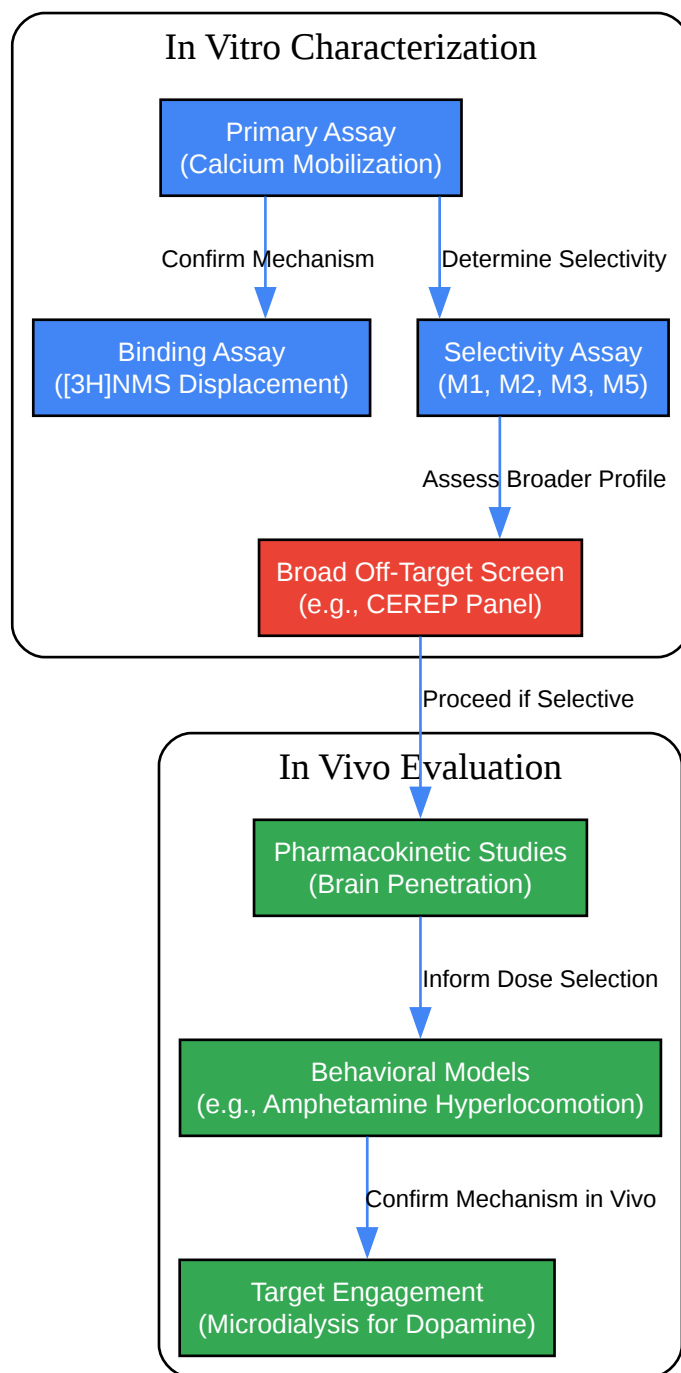 In Vitro Characterization
Primary Assay
(Calcium Mobilization)
Confirm Mechanism
Determine Selectivity
Binding Assay
([3H]NMS Displacement)
Selectivity Assay
(M1, M2, M3, M5)
Assess Broader Profile
Broad Off-Target Screen
(e.g., CEREP Panel)
Proceed if Selective
In Vivo Evaluation
Pharmacokinetic Studies
(Brain Penetration)
Inform Dose Selection
Behavioral Models
(e.g., Amphetamine Hyperlocomotion)
Confirm Mechanism in Vivo
Target Engagement
(Microdialysis for Dopamine)